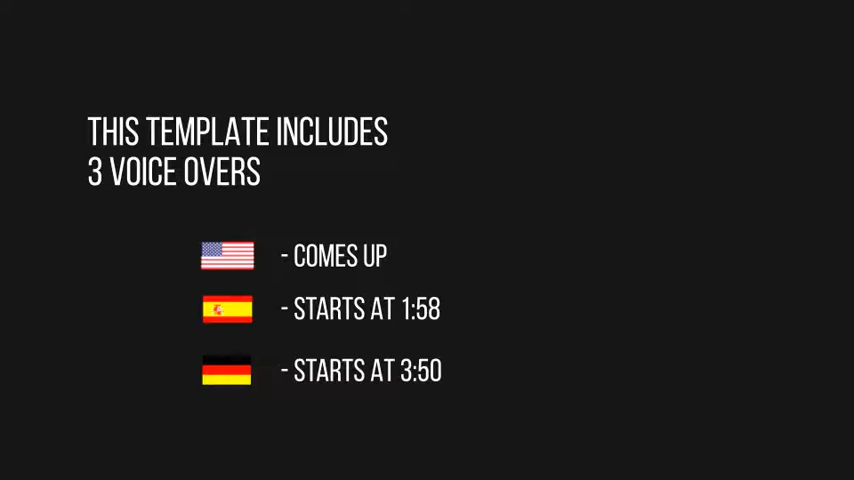 THIS TEMPLATE INCLUDES
3 VOICE OVERS
- COMES UP
- STARTS AT 1:58
- STARTS AT 3:50